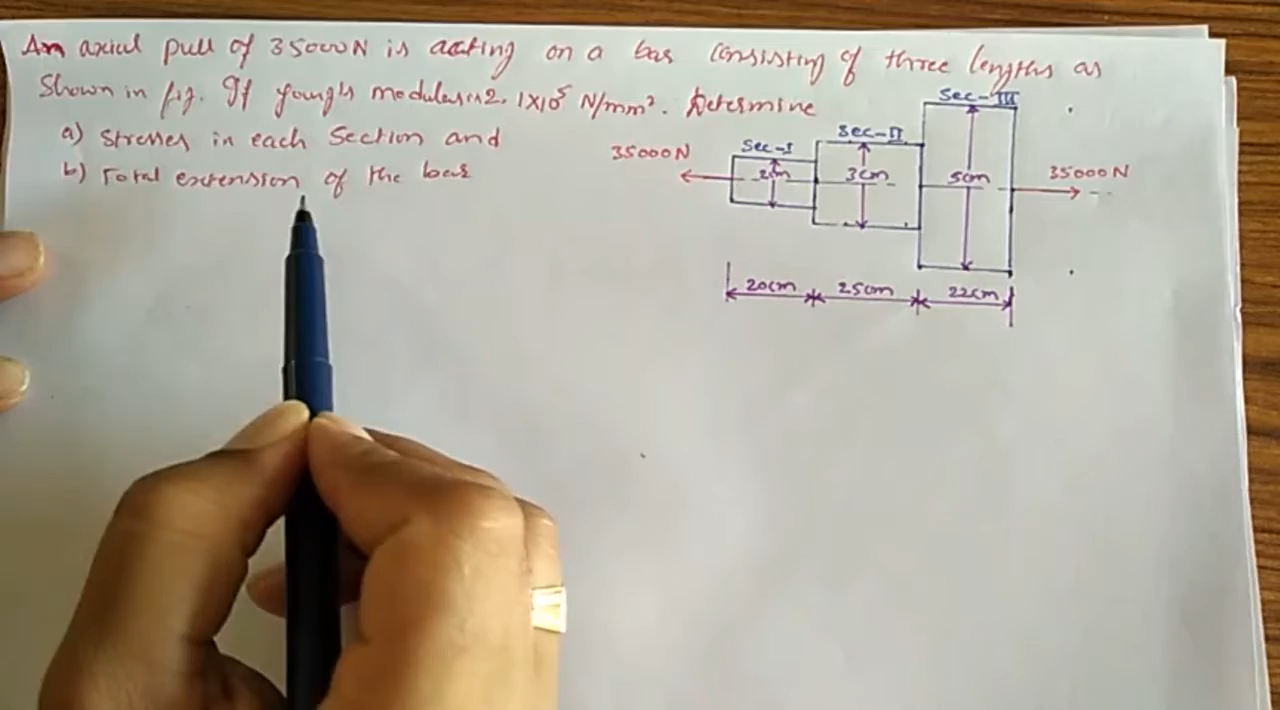 An axial pull of 35000N is acting on a bar consisting of three lengths as
shown in fig. If young's modulus is 2.1X10⁵ N/mm². Determine
a) Stresses in each Section and
b) Total extension of the bar
Sec-I
Sec-II
Sec-III
35000N
2cm
3cm
5cm
35000N
20cm
25cm
22cm